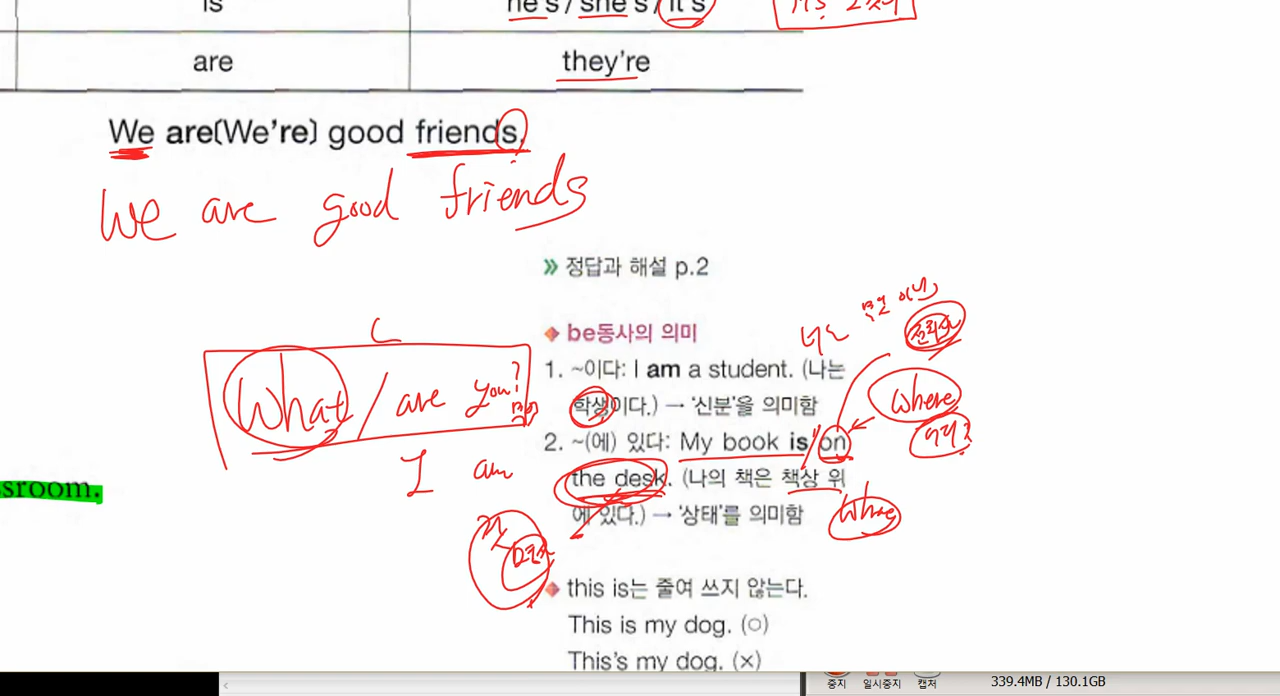 is he's / she's / it's
are they're
We are(We're) good friends.
We are good friends
» 정답과 해설 p.2
be동사의 의미
너는
1. ~이다: I am a student. (나는
What / are you?
where
학생이다.) → '신분'을 의미함
2. ~(에) 있다: My book is on
I am
the desk. (나의 책은 책상 위
sroom.
에 있다.) → '상태'를 의미함
this is는 줄여 쓰지 않는다.
This is my dog. (○)
This's my dog. (×)
중지 일시중지 캡처 339.4MB / 130.1GB